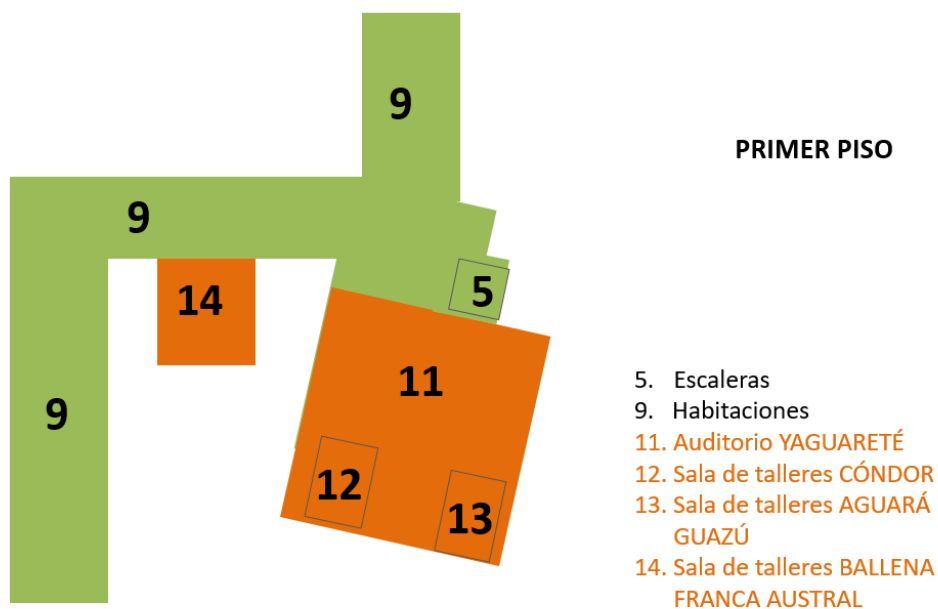 9
PRIMER PISO
9
5
14
11
9
12
13
5. Escaleras
9. Habitaciones
11. Auditorio YAGUARETÉ
12. Sala de talleres CÓNDOR
13. Sala de talleres AGUARÁ
GUAZÚ
14. Sala de talleres BALLENA
FRANCA AUSTRAL